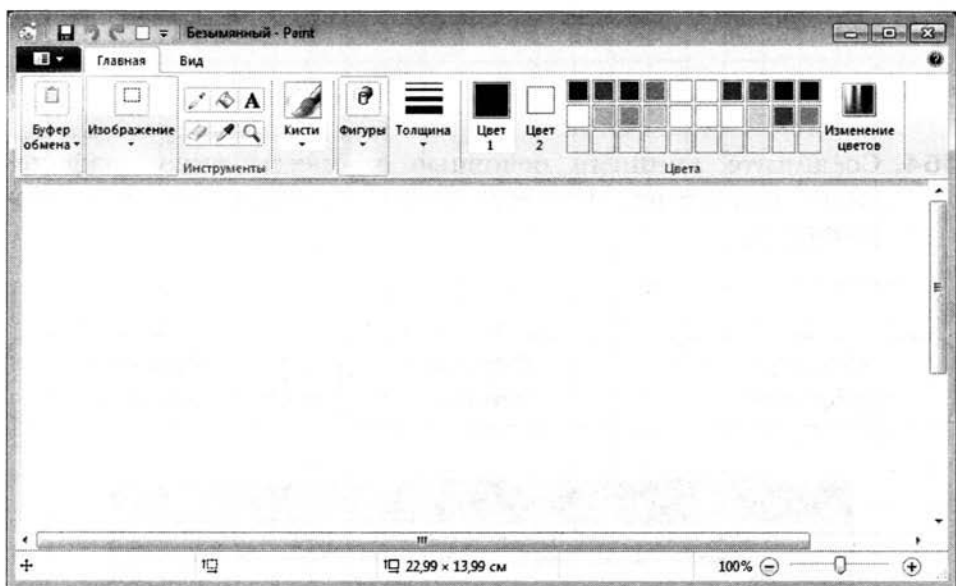 Безымянный - Paint
Главная Вид
Буфер обмена
Изображение
Инструменты
Кисти
Фигуры
Толщина
Цвет 1
Цвет 2
Изменение цветов
Цвета
22,99 × 13,99 см
100%